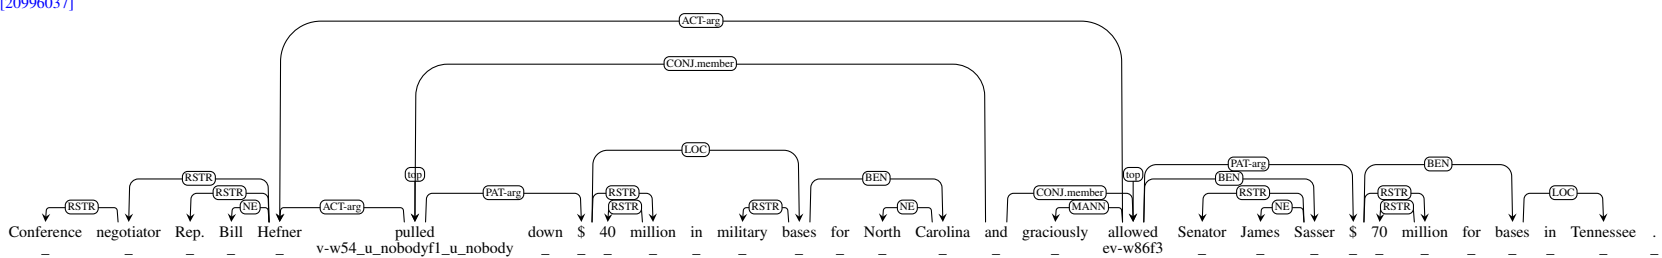 [20996037]
ACT-arg
CONJ.member
LOC
PAT-arg BEN
RSTR top BEN top BEN
RSTR PAT-arg RSTR CONJ.member RSTR RSTR LOC
RSTR NE ACT-arg RSTR RSTR NE MANN NE RSTR
Conference negotiator Rep. Bill Hefner pulled down $ 40 million in military bases for North Carolina and graciously allowed Senator James Sasser $ 70 million for bases in Tennessee .
_ _ _ _ _ v-w54_u_nobodyf1_u_nobody _ _ _ _ _ _ _ _ _ _ _ _ ev-w86f3 _ _ _ _ _ _ _ _ _ _ _